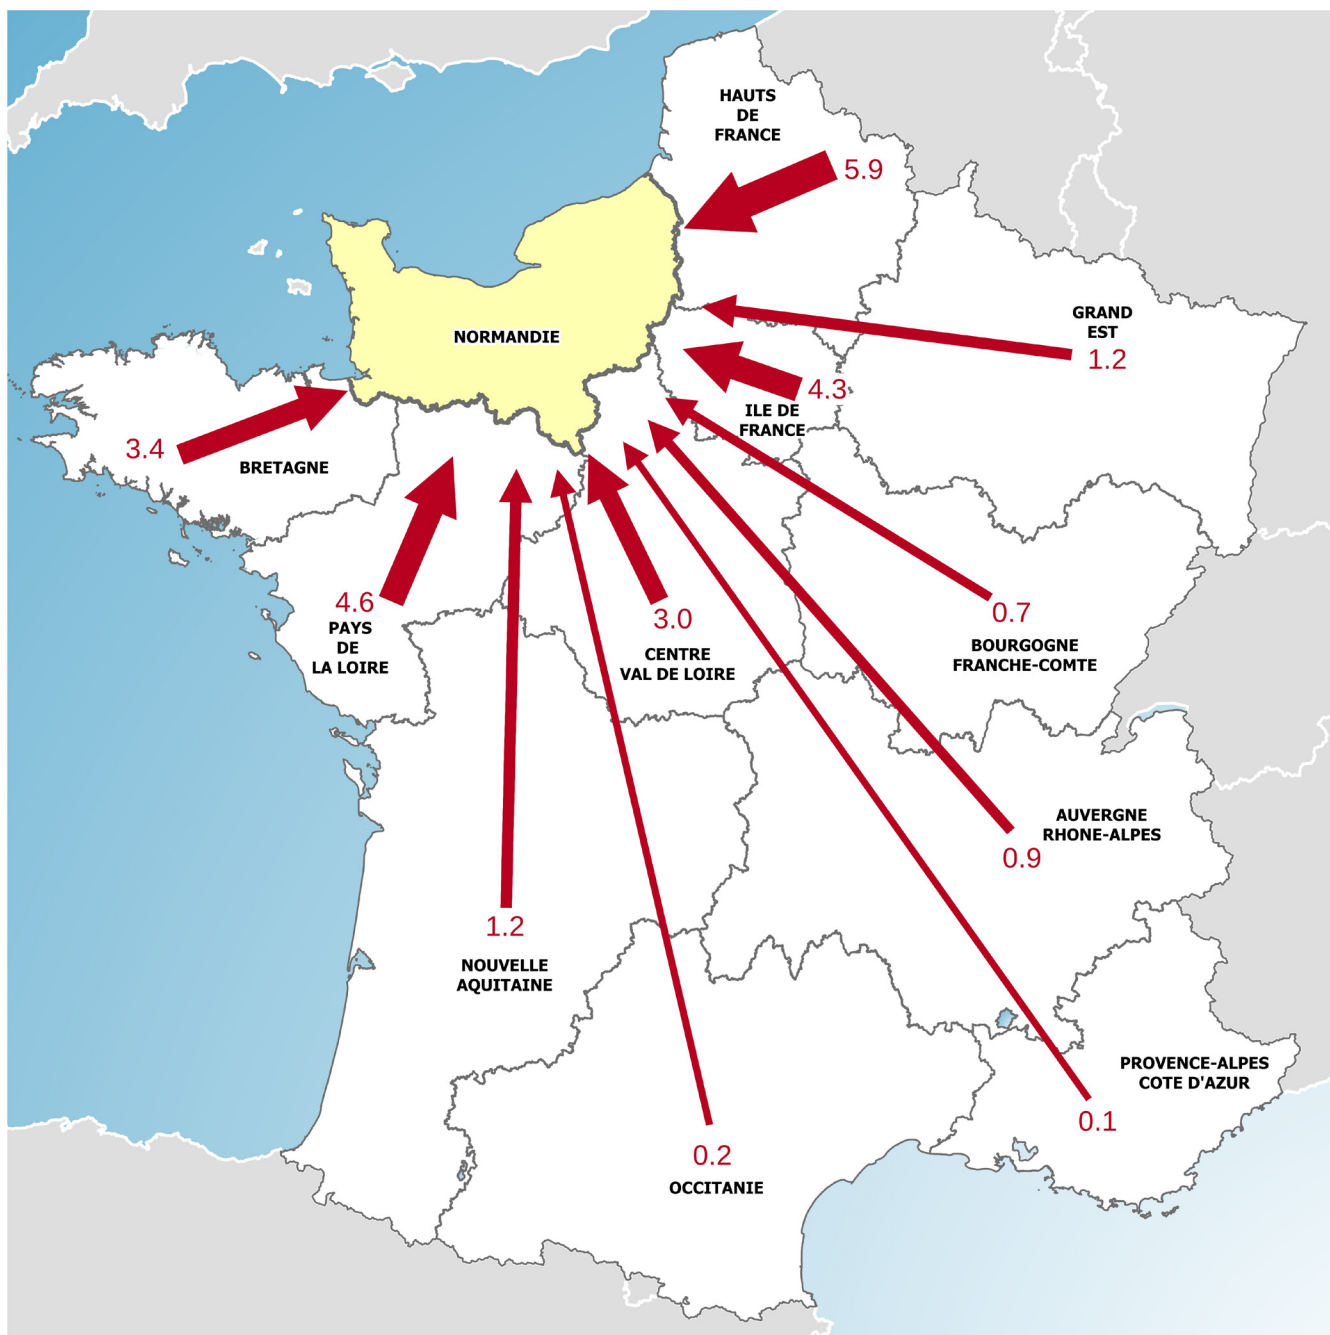 HAUTS
DE
FRANCE
5.9
GRAND
EST
1.2
NORMANDIE
4.3
ILE DE
FRANCE
3.4
BRETAGNE
4.6
PAYS
DE
LA LOIRE
3.0
CENTRE
VAL DE LOIRE
0.7
BOURGOGNE
FRANCHE-COMTE
AUVERGNE
RHONE-ALPES
0.9
1.2
NOUVELLE
AQUITAINE
PROVENCE-ALPES
COTE D'AZUR
0.1
0.2
OCCITANIE